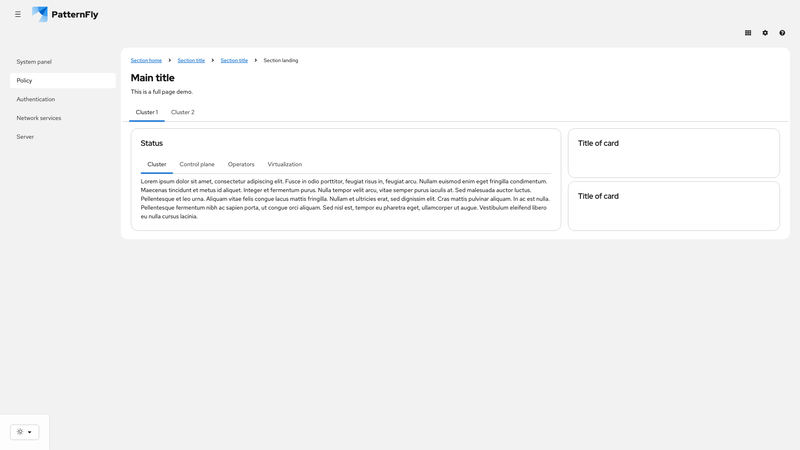 PatternFly
System panel
Policy
Authentication
Network services
Server
Section home
Section title
Section title
Section landing
Main title
This is a full page demo.
Cluster 1
Cluster 2
Status
Cluster
Control plane
Operators
Virtualization
Lorem ipsum dolor sit amet, consectetur adipiscing elit. Fusce in odio porttitor, feugiat risus in, feugiat arcu. Nullam euismod enim eget fringilla condimentum.
Maecenas tincidunt et metus id aliquet. Integer et fermentum purus. Nulla tempor velit arcu, vitae semper purus iaculis at. Sed malesuada auctor luctus.
Pellentesque et leo urna. Aliquam vitae felis congue lacus mattis fringilla. Nullam et ultricies erat, sed dignissim elit. Cras mattis pulvinar aliquam. In ac est nulla.
Pellentesque fermentum nibh ac sapien porta, ut congue orci aliquam. Sed nisl est, tempor eu pharetra eget, ullamcorper ut augue. Vestibulum eleifend libero
eu nulla cursus lacinia.
Title of card
Title of card